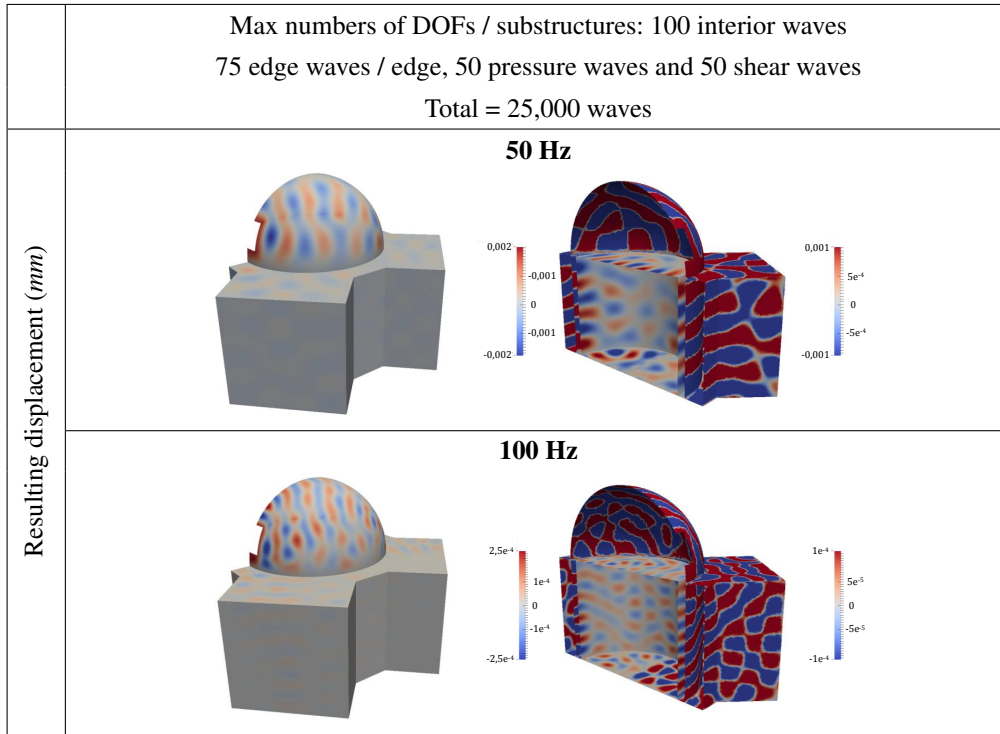 Max numbers of DOFs / substructures: 100 interior waves
75 edge waves / edge, 50 pressure waves and 50 shear waves
Total = 25,000 waves
Resulting displacement (mm)
50 Hz
0,002
-0,001
0
-0,001
-0,002
0,001
5e⁻⁴
0
-5e⁻⁴
-0,001
100 Hz
2,5e⁻⁴
1e⁻⁴
0
-1e⁻⁴
-2,5e⁻⁴
1e⁻⁴
5e⁻⁵
0
-5e⁻⁵
-1e⁻⁴